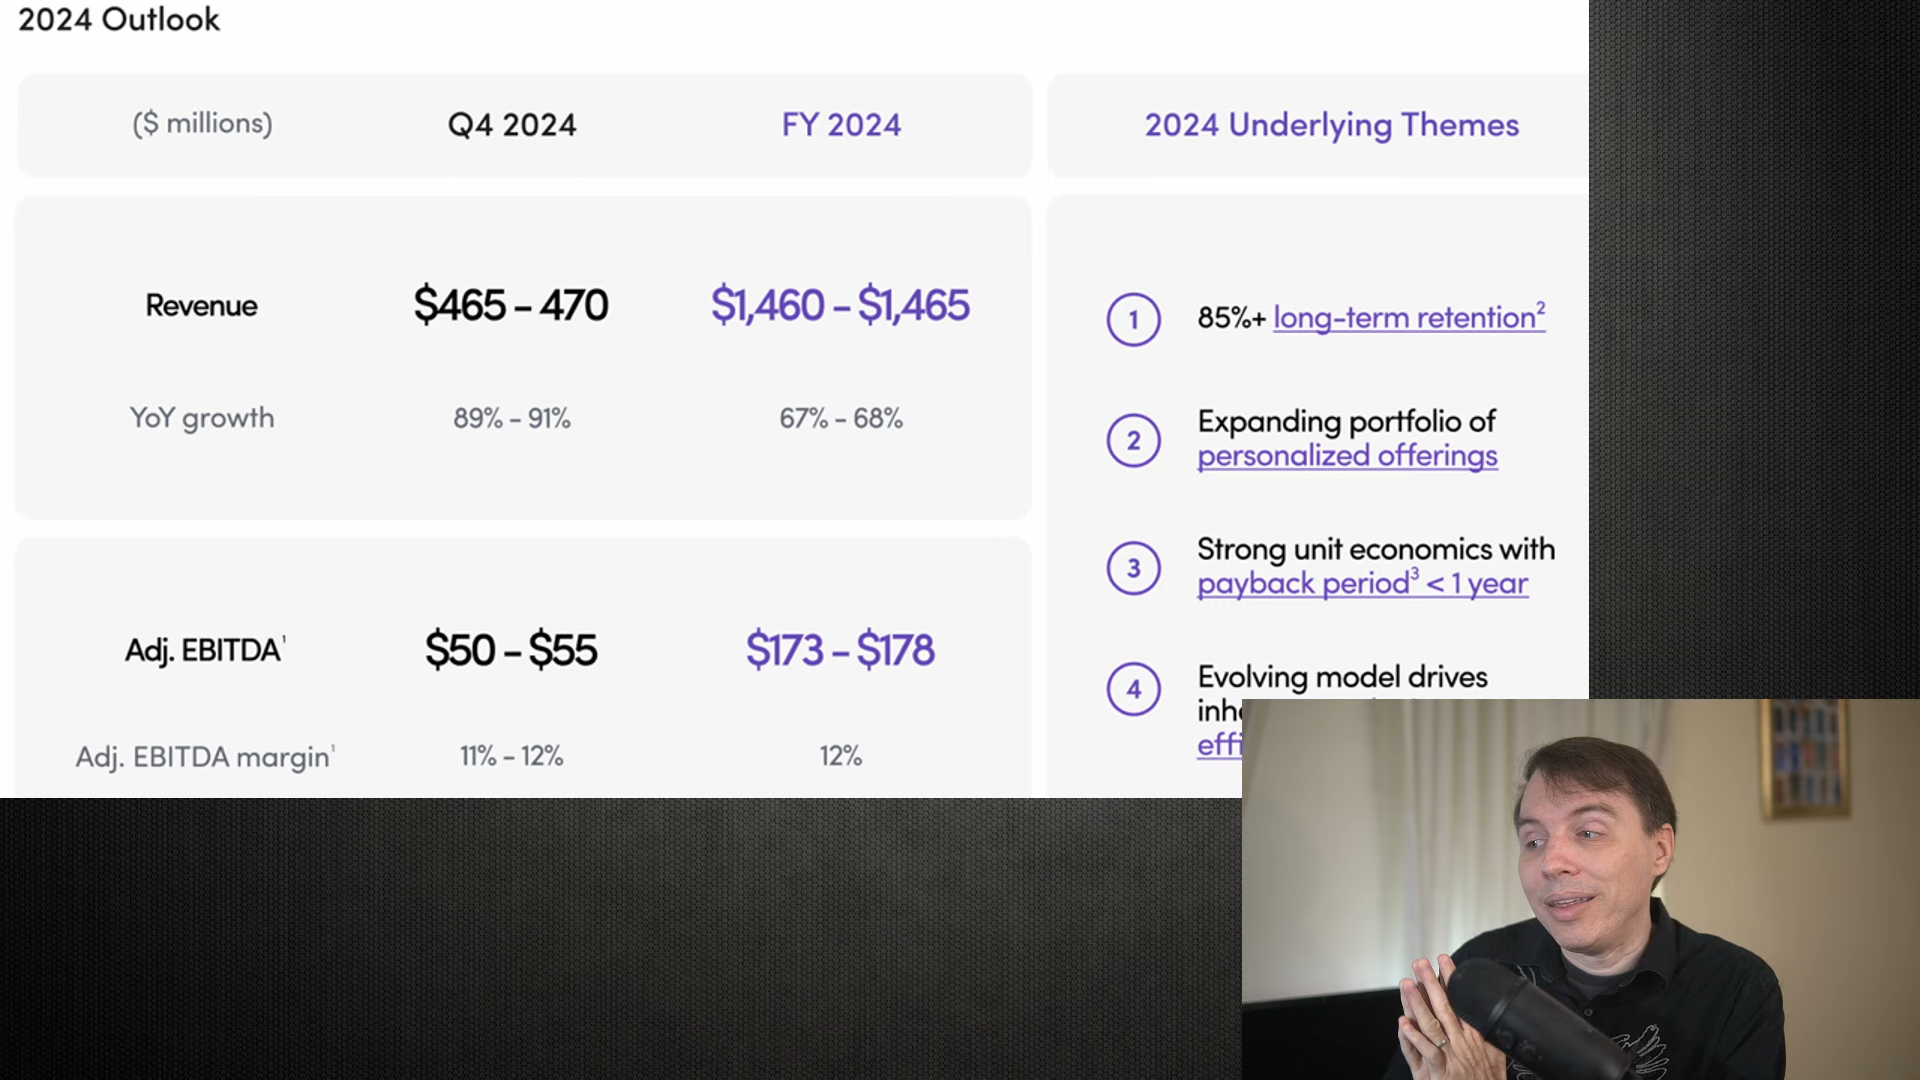 2024 Outlook
($ millions) Q4 2024 FY 2024
Revenue $465 – 470 $1,460 – $1,465
YoY growth 89% – 91% 67% – 68%
Adj. EBITDA¹ $50 – $55 $173 – $178
Adj. EBITDA margin¹ 11% – 12% 12%
2024 Underlying Themes
1 85%+ long-term retention²
2 Expanding portfolio of
personalized offerings
3 Strong unit economics with
payback period³ < 1 year
4 Evolving model drives